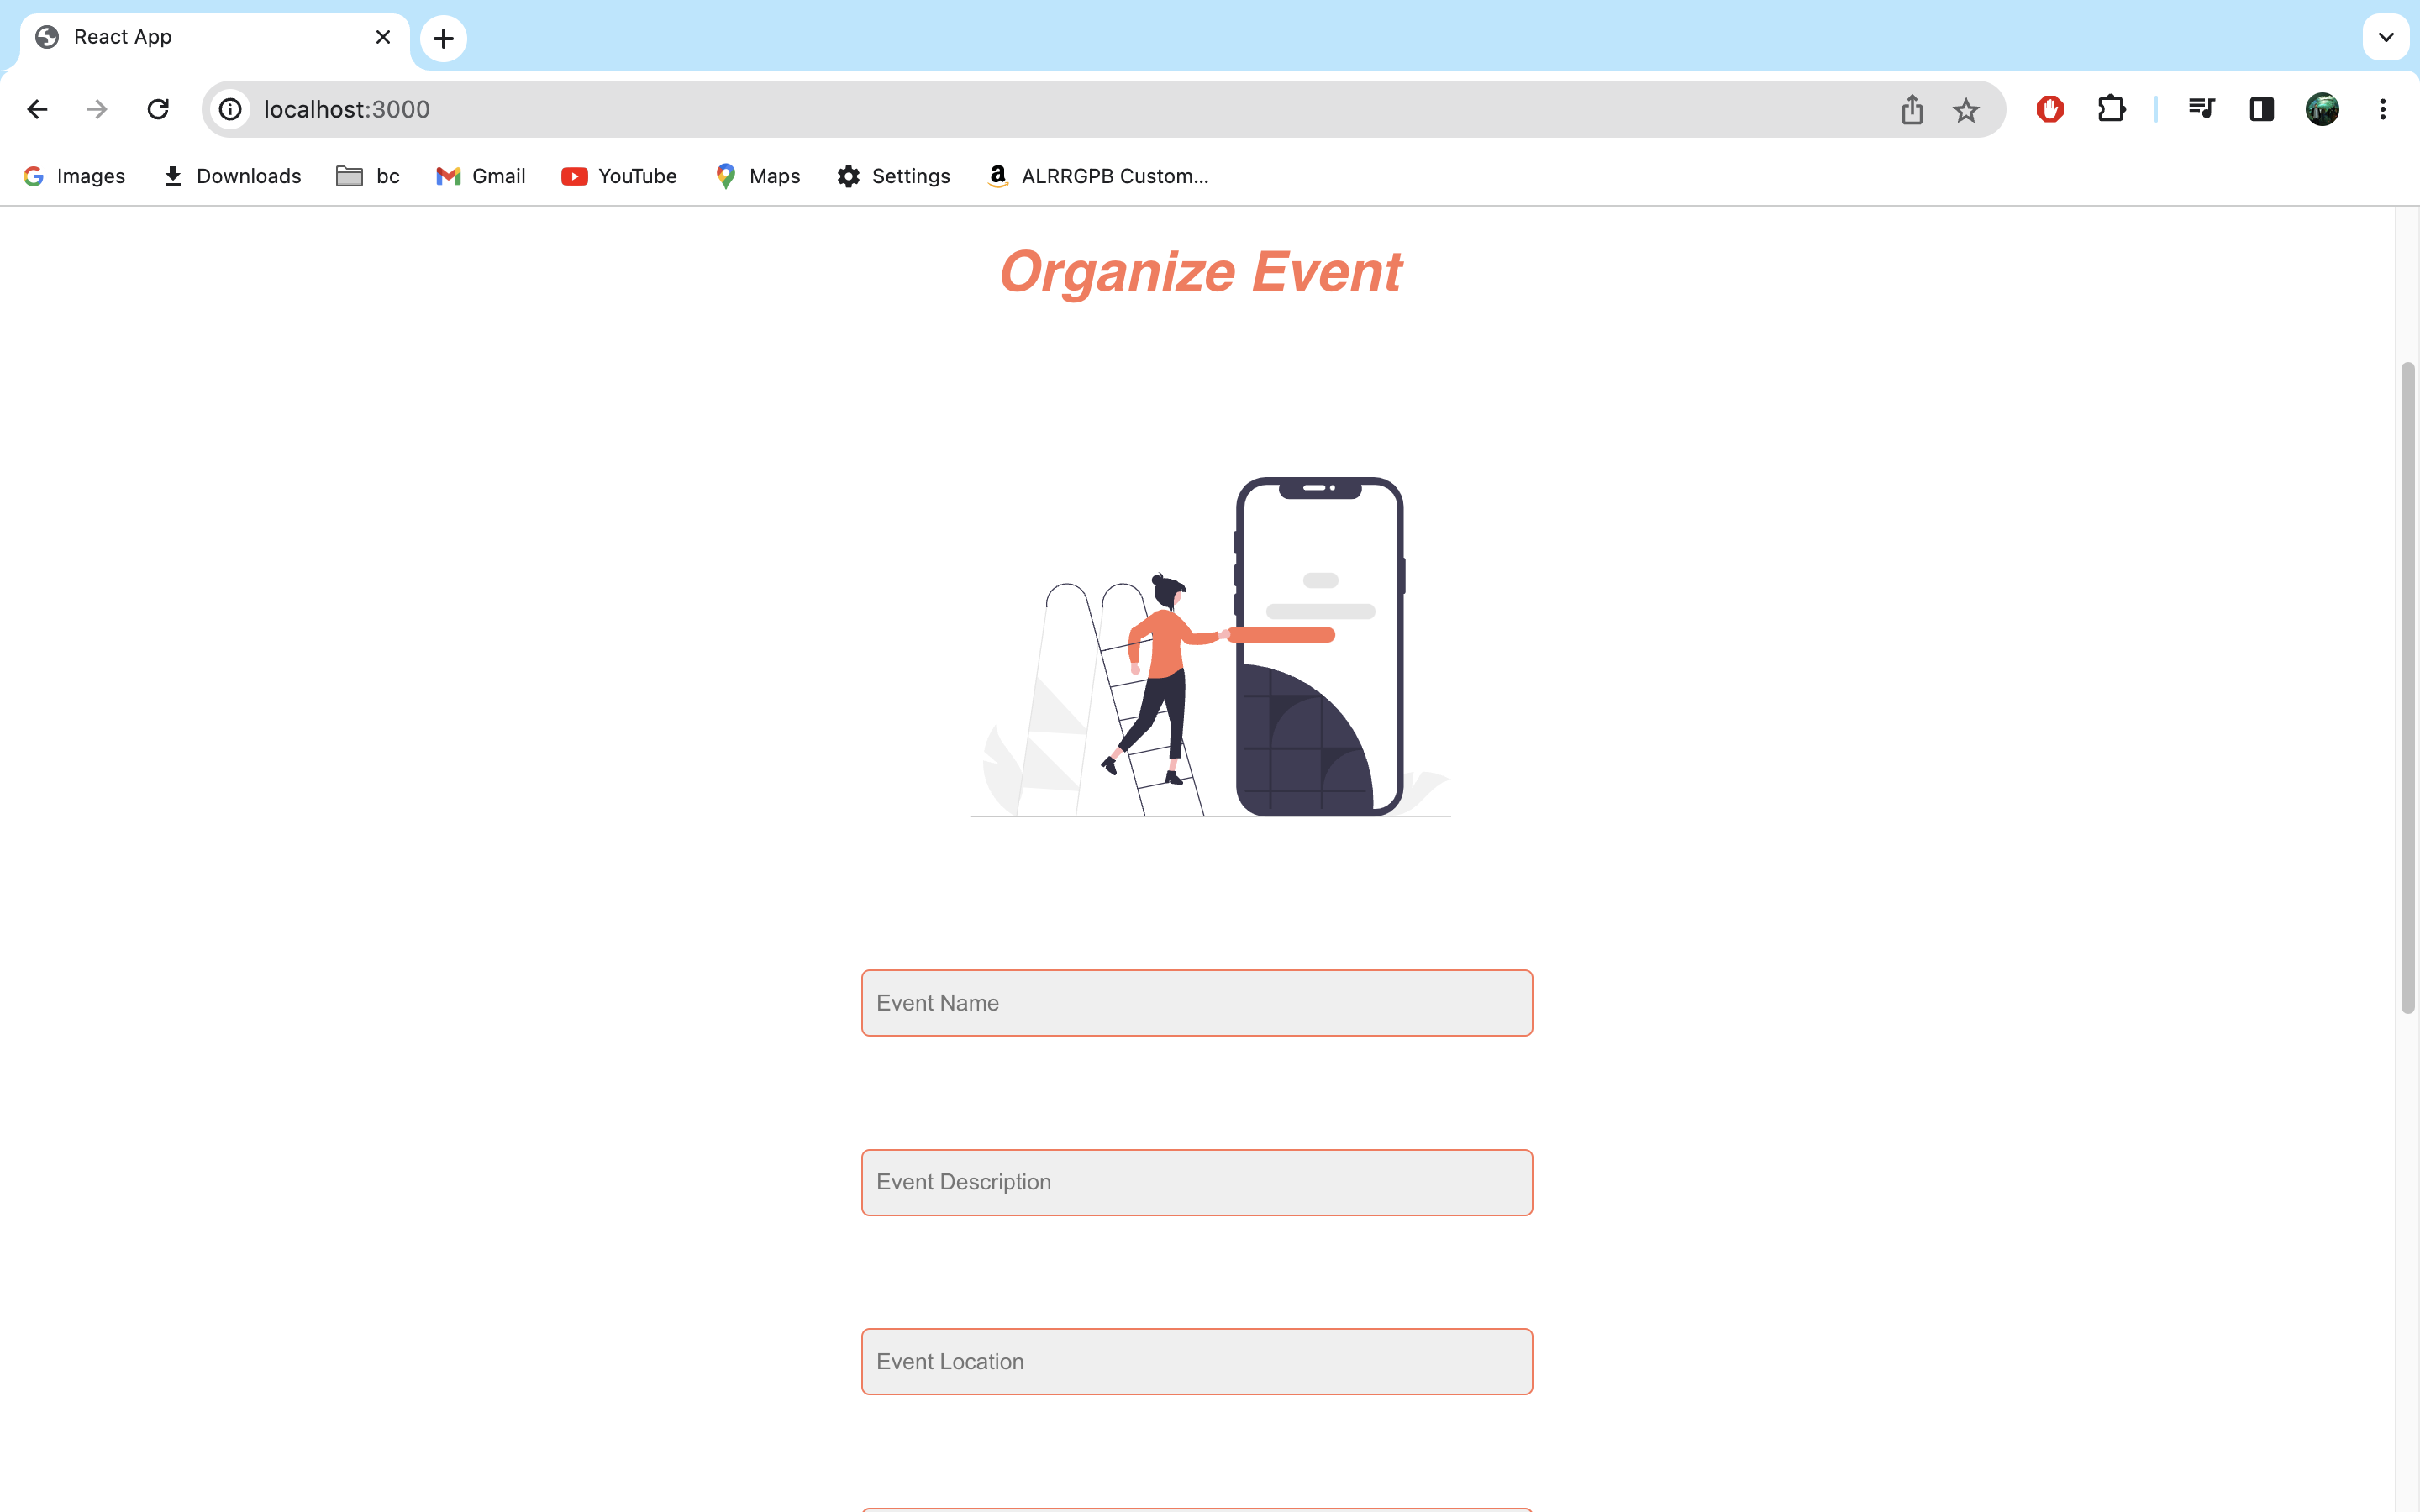 React App
localhost:3000
Images Downloads bc Gmail YouTube Maps Settings ALRRGPB Custom...
Organize Event
Event Name
Event Description
Event Location